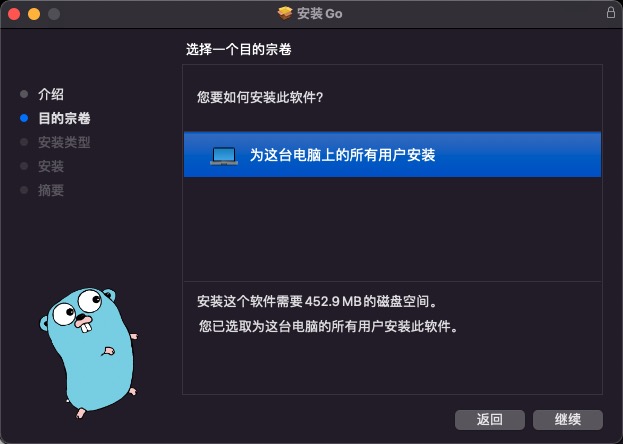 安装 Go
选择一个目的宗卷
介绍
目的宗卷
安装类型
安装
摘要
您要如何安装此软件？
为这台电脑上的所有用户安装
安装这个软件需要 452.9 MB 的磁盘空间。
您已选取为这台电脑的所有用户安装此软件。
返回
继续